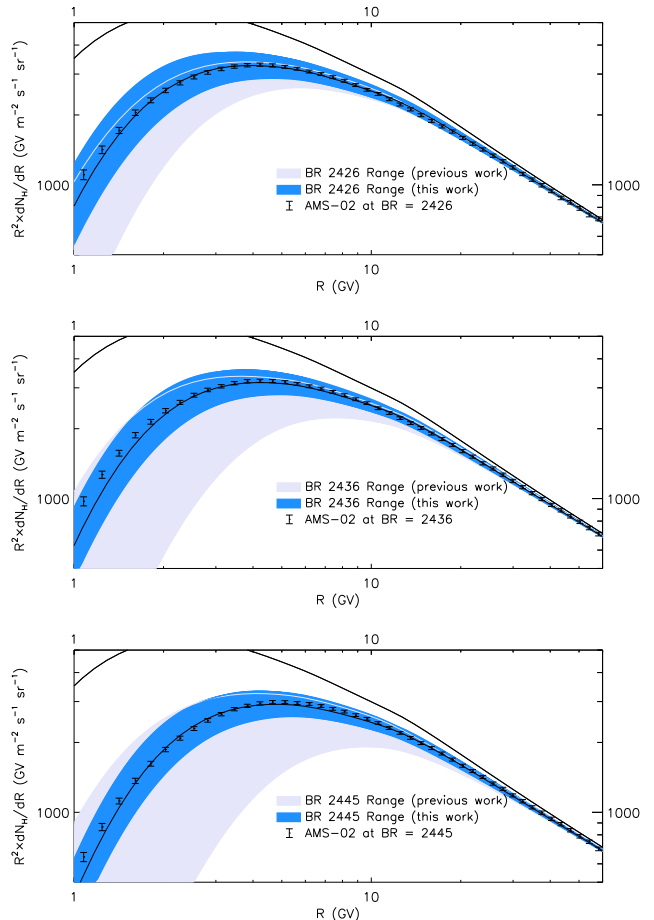 1 10
R²×dN_H/dR (GV m⁻² s⁻¹ sr⁻¹)
1000 1000
BR 2426 Range (previous work)
BR 2426 Range (this work)
AMS-02 at BR = 2426
1 10
R (GV)
1 10
R²×dN_H/dR (GV m⁻² s⁻¹ sr⁻¹)
1000 1000
BR 2436 Range (previous work)
BR 2436 Range (this work)
AMS-02 at BR = 2436
1 10
R (GV)
1 10
R²×dN_H/dR (GV m⁻² s⁻¹ sr⁻¹)
1000 1000
BR 2445 Range (previous work)
BR 2445 Range (this work)
AMS-02 at BR = 2445
1 10
R (GV)